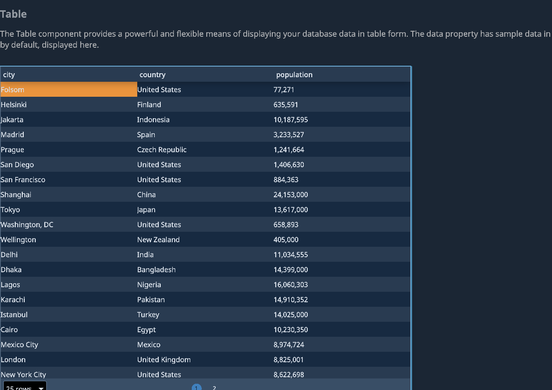 Table
The Table component provides a powerful and flexible means of displaying your database data in table form. The data property has sample data in
by default, displayed here.
city country population
Folsom United States 77,271
Helsinki Finland 635,591
Jakarta Indonesia 10,187,595
Madrid Spain 3,233,527
Prague Czech Republic 1,241,664
San Diego United States 1,406,630
San Francisco United States 884,363
Shanghai China 24,153,000
Tokyo Japan 13,617,000
Washington, DC United States 658,893
Wellington New Zealand 405,000
Delhi India 11,034,555
Dhaka Bangladesh 14,399,000
Lagos Nigeria 16,060,303
Karachi Pakistan 14,910,352
Istanbul Turkey 14,025,000
Cairo Egypt 10,230,350
Mexico City Mexico 8,974,724
London United Kingdom 8,825,001
New York City United States 8,622,698
25 rows 1 2